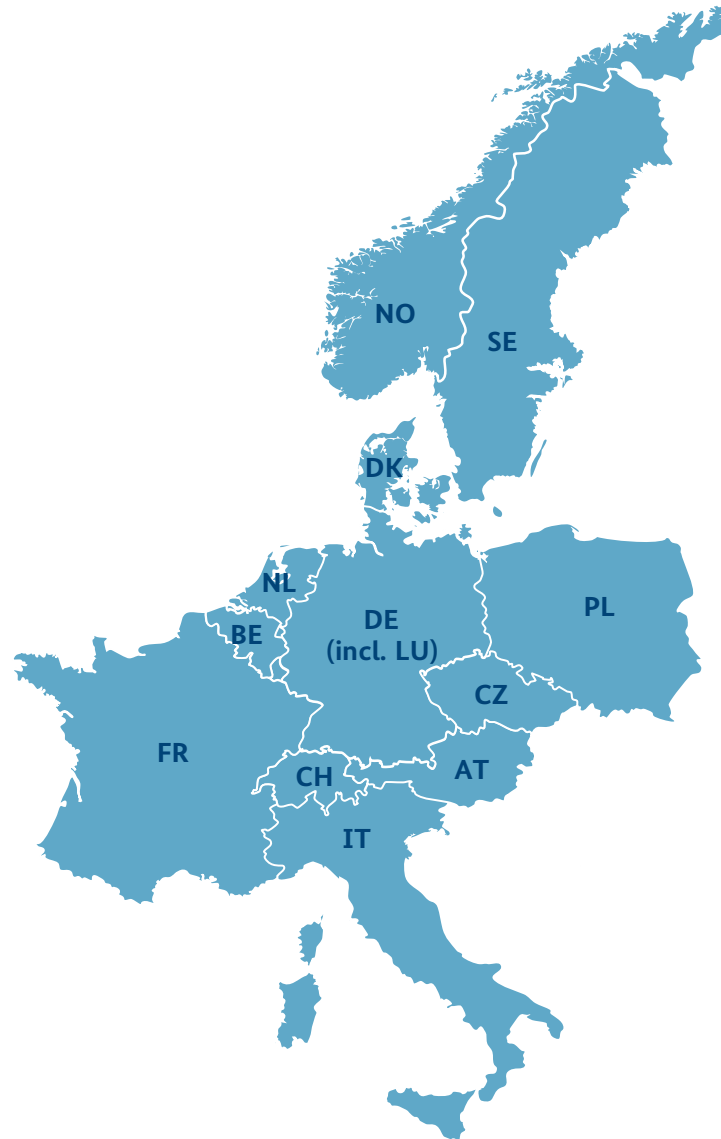 NO
SE
DK
NL
PL
DE
(incl. LU)
BE
CZ
FR
CH
AT
IT